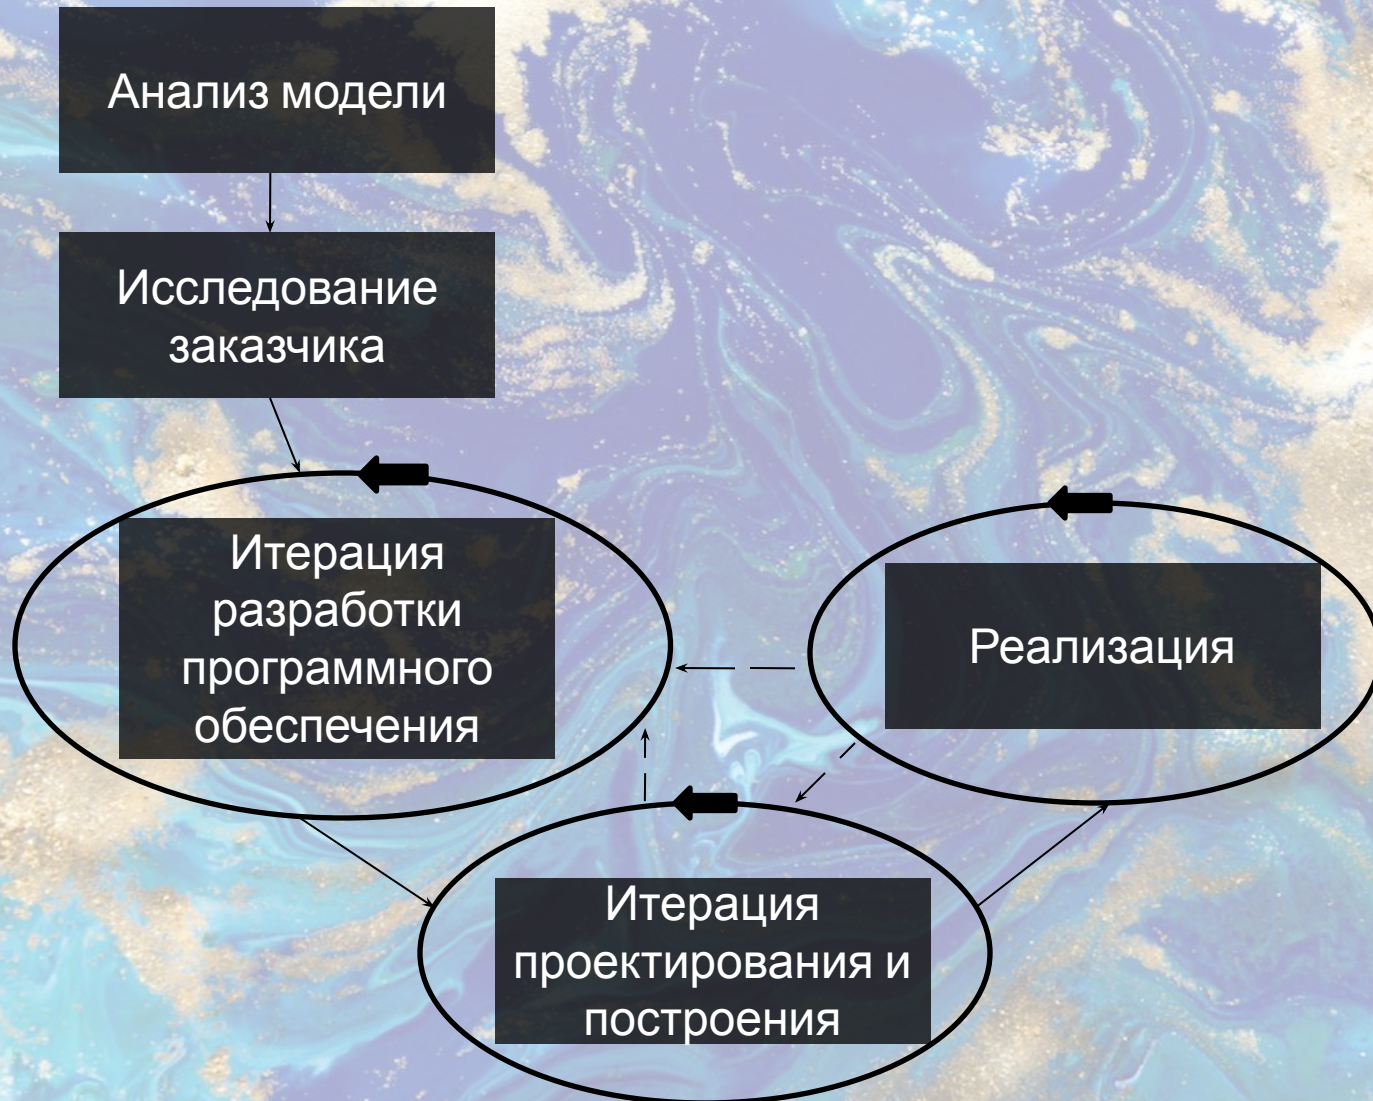 Анализ модели
Исследование
заказчика
Итерация
разработки
программного
обеспечения
Реализация
Итерация
проектирования и
построения